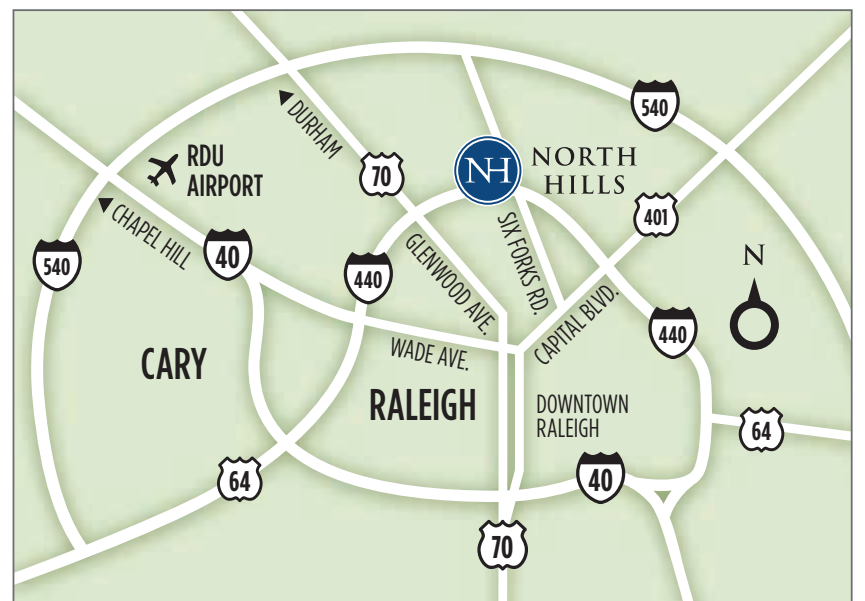 540
DURHAM
RDU
AIRPORT
70
NH
NORTH
HILLS
401
CHAPEL HILL
40
540
440
GLENWOOD AVE.
SIX FORKS RD.
N
CAPITAL BLVD.
440
WADE AVE.
CARY
RALEIGH
DOWNTOWN
RALEIGH
64
64
40
70